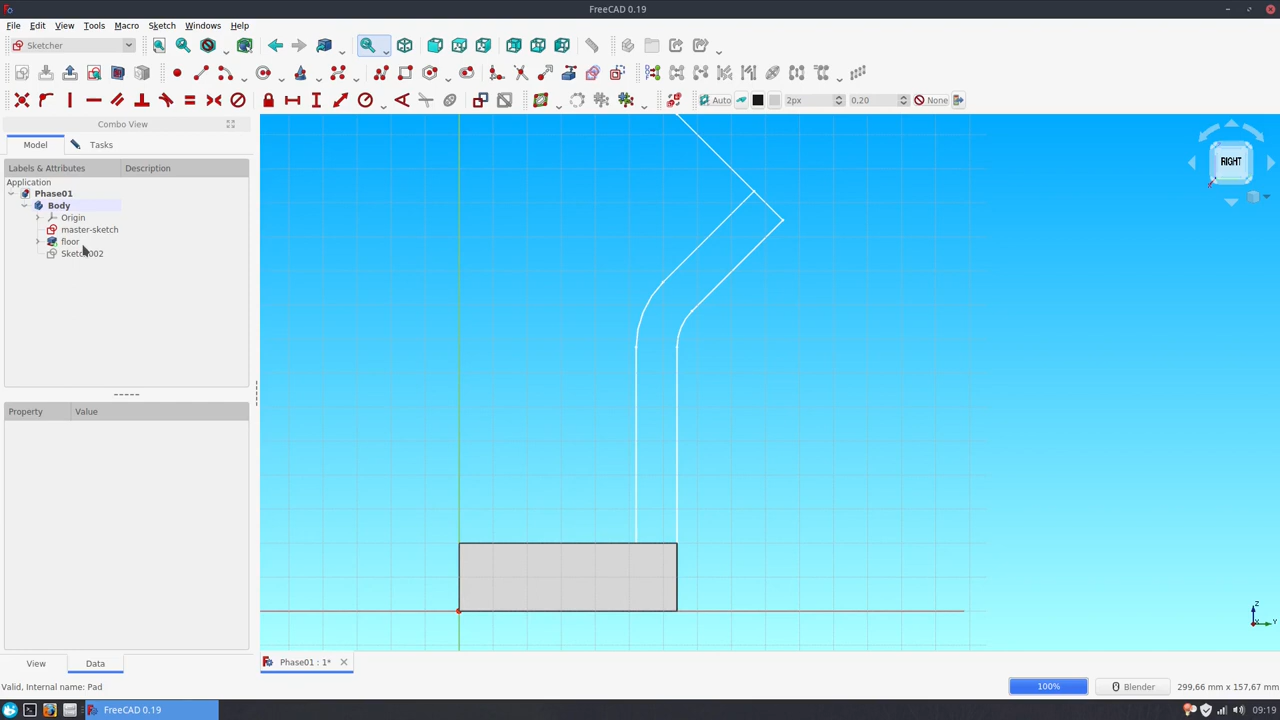 FreeCAD 0.19
File Edit View Tools Macro Sketch Windows Help
Sketcher
Auto 2px 0.20 None
Combo View
Model Tasks
Labels & Attributes Description
Application
Phase01
Body
Origin
master-sketch
floor
Sketch002
Property Value
RIGHT
Z
Y
View Data
Phase01 : 1*
Valid, Internal name: Pad 100% Blender 299,66 mm x 157,67 mm
FreeCAD 0.19 09:19